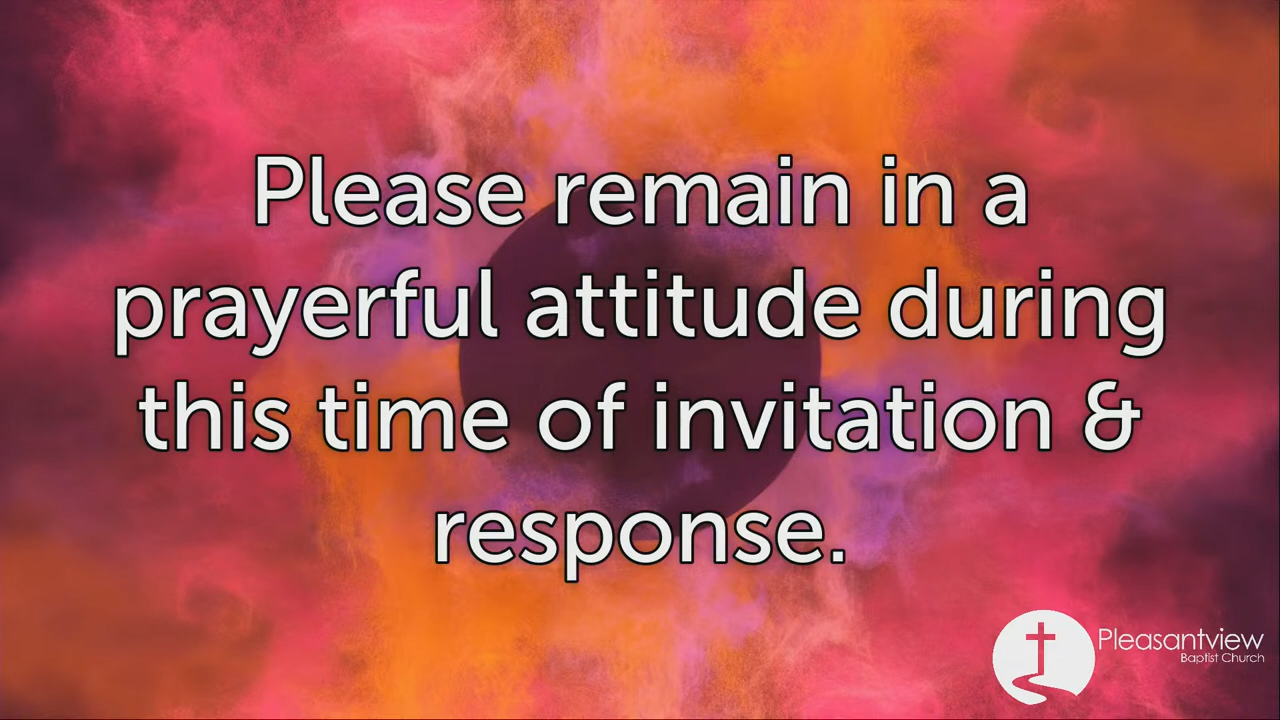 Please remain in a
prayerful attitude during
this time of invitation &
response.
Pleasantview
Baptist Church